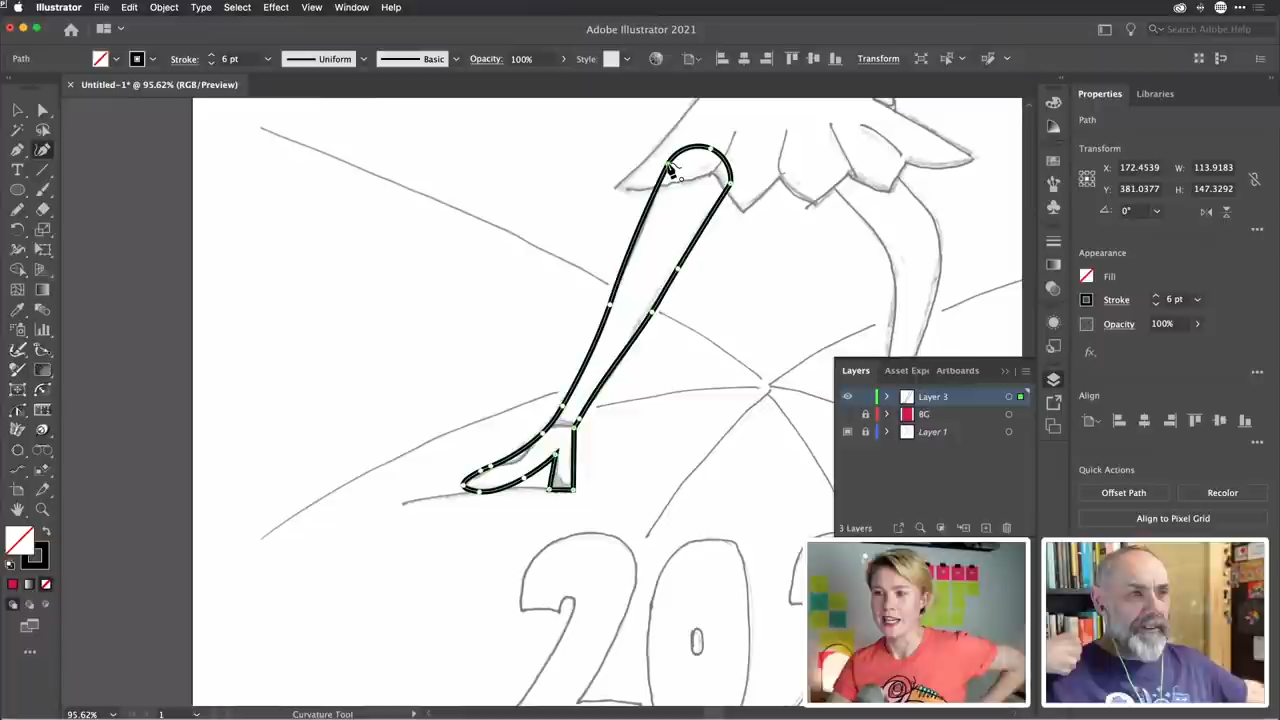 Illustrator File Edit Object Type Select Effect View Window Help
Adobe Illustrator 2021
Search Adobe Help
Path Stroke: 6 pt Uniform Basic Opacity: 100% Style: Transform
Untitled-1* @ 95.62% (RGB/Preview)
Properties Libraries
Path
Transform
X: 172.4539 W: 113.9183
Y: 381.0377 H: 147.3292
0°
Appearance
Fill
Stroke 6 pt
Opacity 100%
fx
Align
Quick Actions
Offset Path Recolor
Align to Pixel Grid
Layers Asset Exp Artboards
Layer 3
BG
Layer 1
3 Layers
20
95.62% 1 Curvature Tool